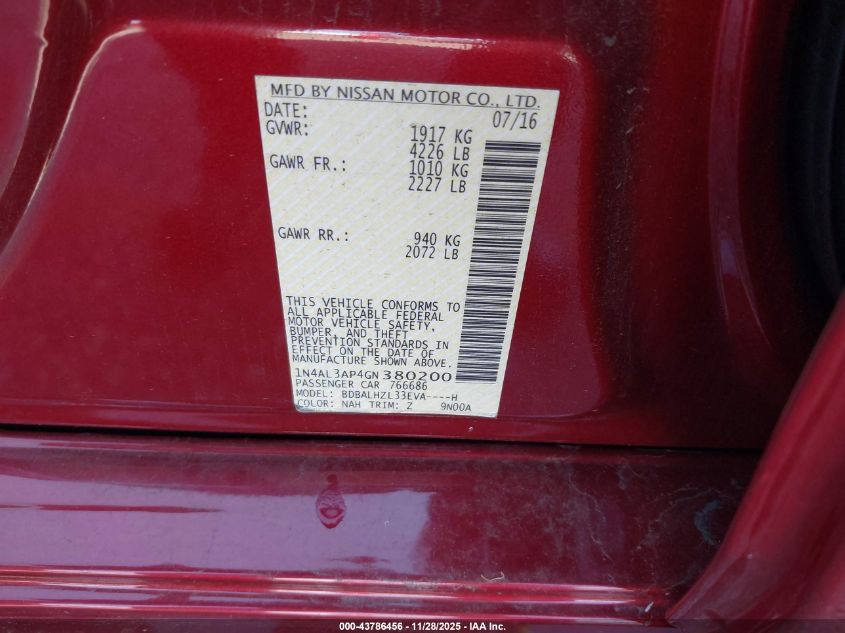 MFD BY NISSAN MOTOR CO., LTD.
DATE: 07/16
GVWR: 1917 KG
4226 LB
GAWR FR.: 1010 KG
2227 LB
GAWR RR.: 940 KG
2072 LB
THIS VEHICLE CONFORMS TO
ALL APPLICABLE FEDERAL
MOTOR VEHICLE SAFETY,
BUMPER, AND THEFT
PREVENTION STANDARDS IN
EFFECT ON THE DATE OF
MANUFACTURE SHOWN ABOVE.
1N4AL3AP4GN380200
PASSENGER CAR 766686
MODEL: BDBALHZL33EVA----H
COLOR: NAH TRIM: Z 9N00A
000-43786456 - 11/28/2025 - IAA Inc.